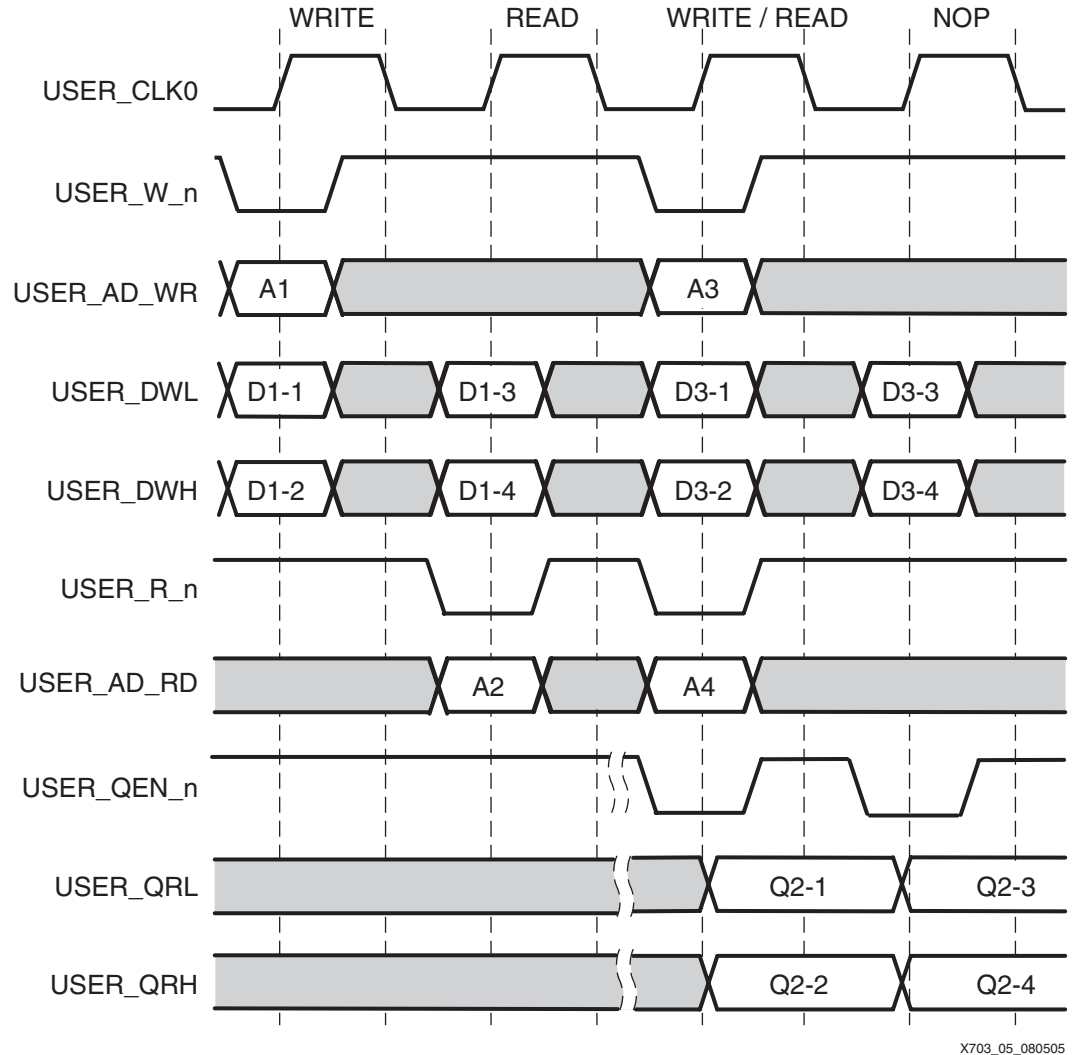 WRITE READ WRITE / READ NOP
USER_CLK0
USER_W_n
USER_AD_WR A1 A3
USER_DWL D1-1 D1-3 D3-1 D3-3
USER_DWH D1-2 D1-4 D3-2 D3-4
USER_R_n
USER_AD_RD A2 A4
USER_QEN_n
USER_QRL Q2-1 Q2-3
USER_QRH Q2-2 Q2-4
X703_05_080505